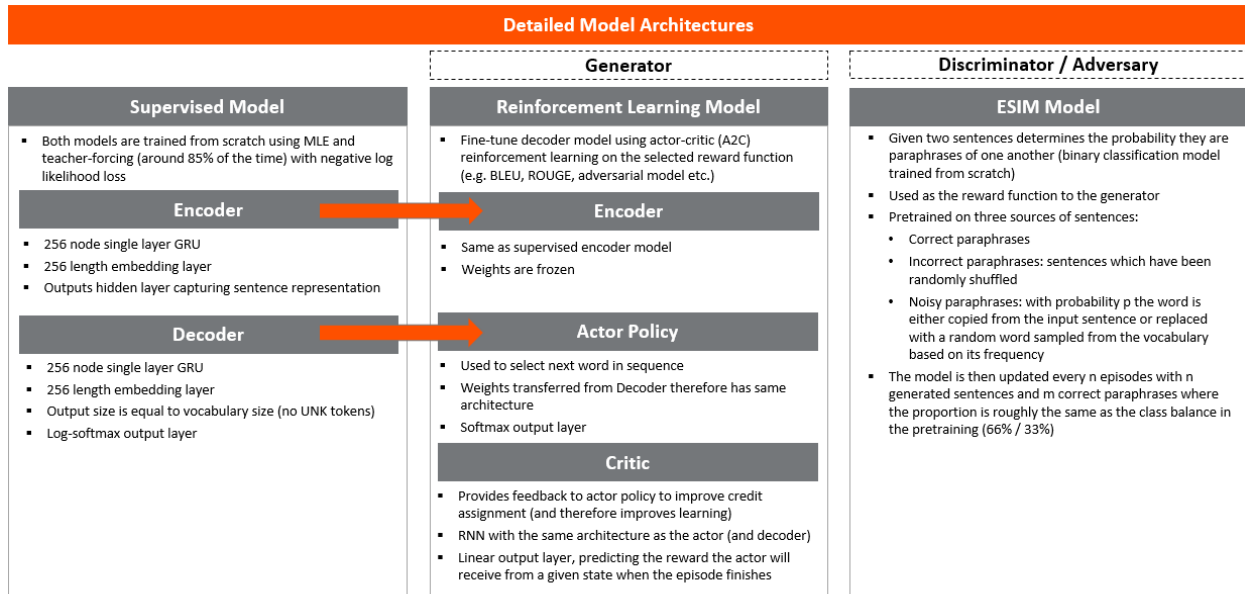 Detailed Model Architectures
Generator
Discriminator / Adversary
Supervised Model
▪ Both models are trained from scratch using MLE and
teacher-forcing (around 85% of the time) with negative log
likelihood loss
Encoder
▪ 256 node single layer GRU
▪ 256 length embedding layer
▪ Outputs hidden layer capturing sentence representation
Decoder
▪ 256 node single layer GRU
▪ 256 length embedding layer
▪ Output size is equal to vocabulary size (no UNK tokens)
▪ Log-softmax output layer
Reinforcement Learning Model
▪ Fine-tune decoder model using actor-critic (A2C)
reinforcement learning on the selected reward function
(e.g. BLEU, ROUGE, adversarial model etc.)
Encoder
▪ Same as supervised encoder model
▪ Weights are frozen
Actor Policy
▪ Used to select next word in sequence
▪ Weights transferred from Decoder therefore has same
architecture
▪ Softmax output layer
Critic
▪ Provides feedback to actor policy to improve credit
assignment (and therefore improves learning)
▪ RNN with the same architecture as the actor (and decoder)
▪ Linear output layer, predicting the reward the actor will
receive from a given state when the episode finishes
ESIM Model
▪ Given two sentences determines the probability they are
paraphrases of one another (binary classification model
trained from scratch)
▪ Used as the reward function to the generator
▪ Pretrained on three sources of sentences:
• Correct paraphrases
• Incorrect paraphrases: sentences which have been
randomly shuffled
• Noisy paraphrases: with probability p the word is
either copied from the input sentence or replaced
with a random word sampled from the vocabulary
based on its frequency
▪ The model is then updated every n episodes with n
generated sentences and m correct paraphrases where
the proportion is roughly the same as the class balance in
the pretraining (66% / 33%)